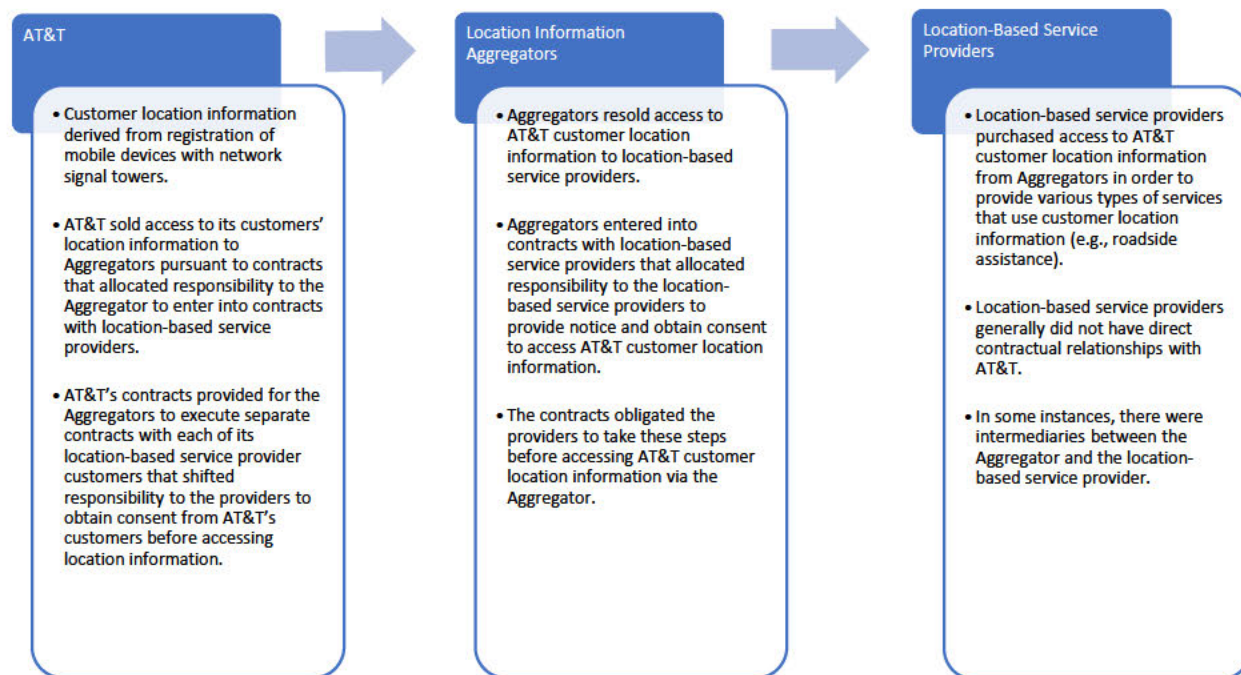 AT&T
• Customer location information
derived from registration of
mobile devices with network
signal towers.
• AT&T sold access to its customers’
location information to
Aggregators pursuant to contracts
that allocated responsibility to the
Aggregator to enter into contracts
with location-based service
providers.
• AT&T’s contracts provided for the
Aggregators to execute separate
contracts with each of its
location-based service provider
customers that shifted
responsibility to the providers to
obtain consent from AT&T’s
customers before accessing
location information.
Location Information
Aggregators
• Aggregators resold access to
AT&T customer location
information to location-based
service providers.
• Aggregators entered into
contracts with location-based
service providers that allocated
responsibility to the location-
based service providers to
provide notice and obtain consent
to access AT&T customer location
information.
• The contracts obligated the
providers to take these steps
before accessing AT&T customer
location information via the
Aggregator.
Location-Based Service
Providers
• Location-based service providers
purchased access to AT&T
customer location information
from Aggregators in order to
provide various types of services
that use customer location
information (e.g., roadside
assistance).
• Location-based service providers
generally did not have direct
contractual relationships with
AT&T.
• In some instances, there were
intermediaries between the
Aggregator and the location-
based service provider.